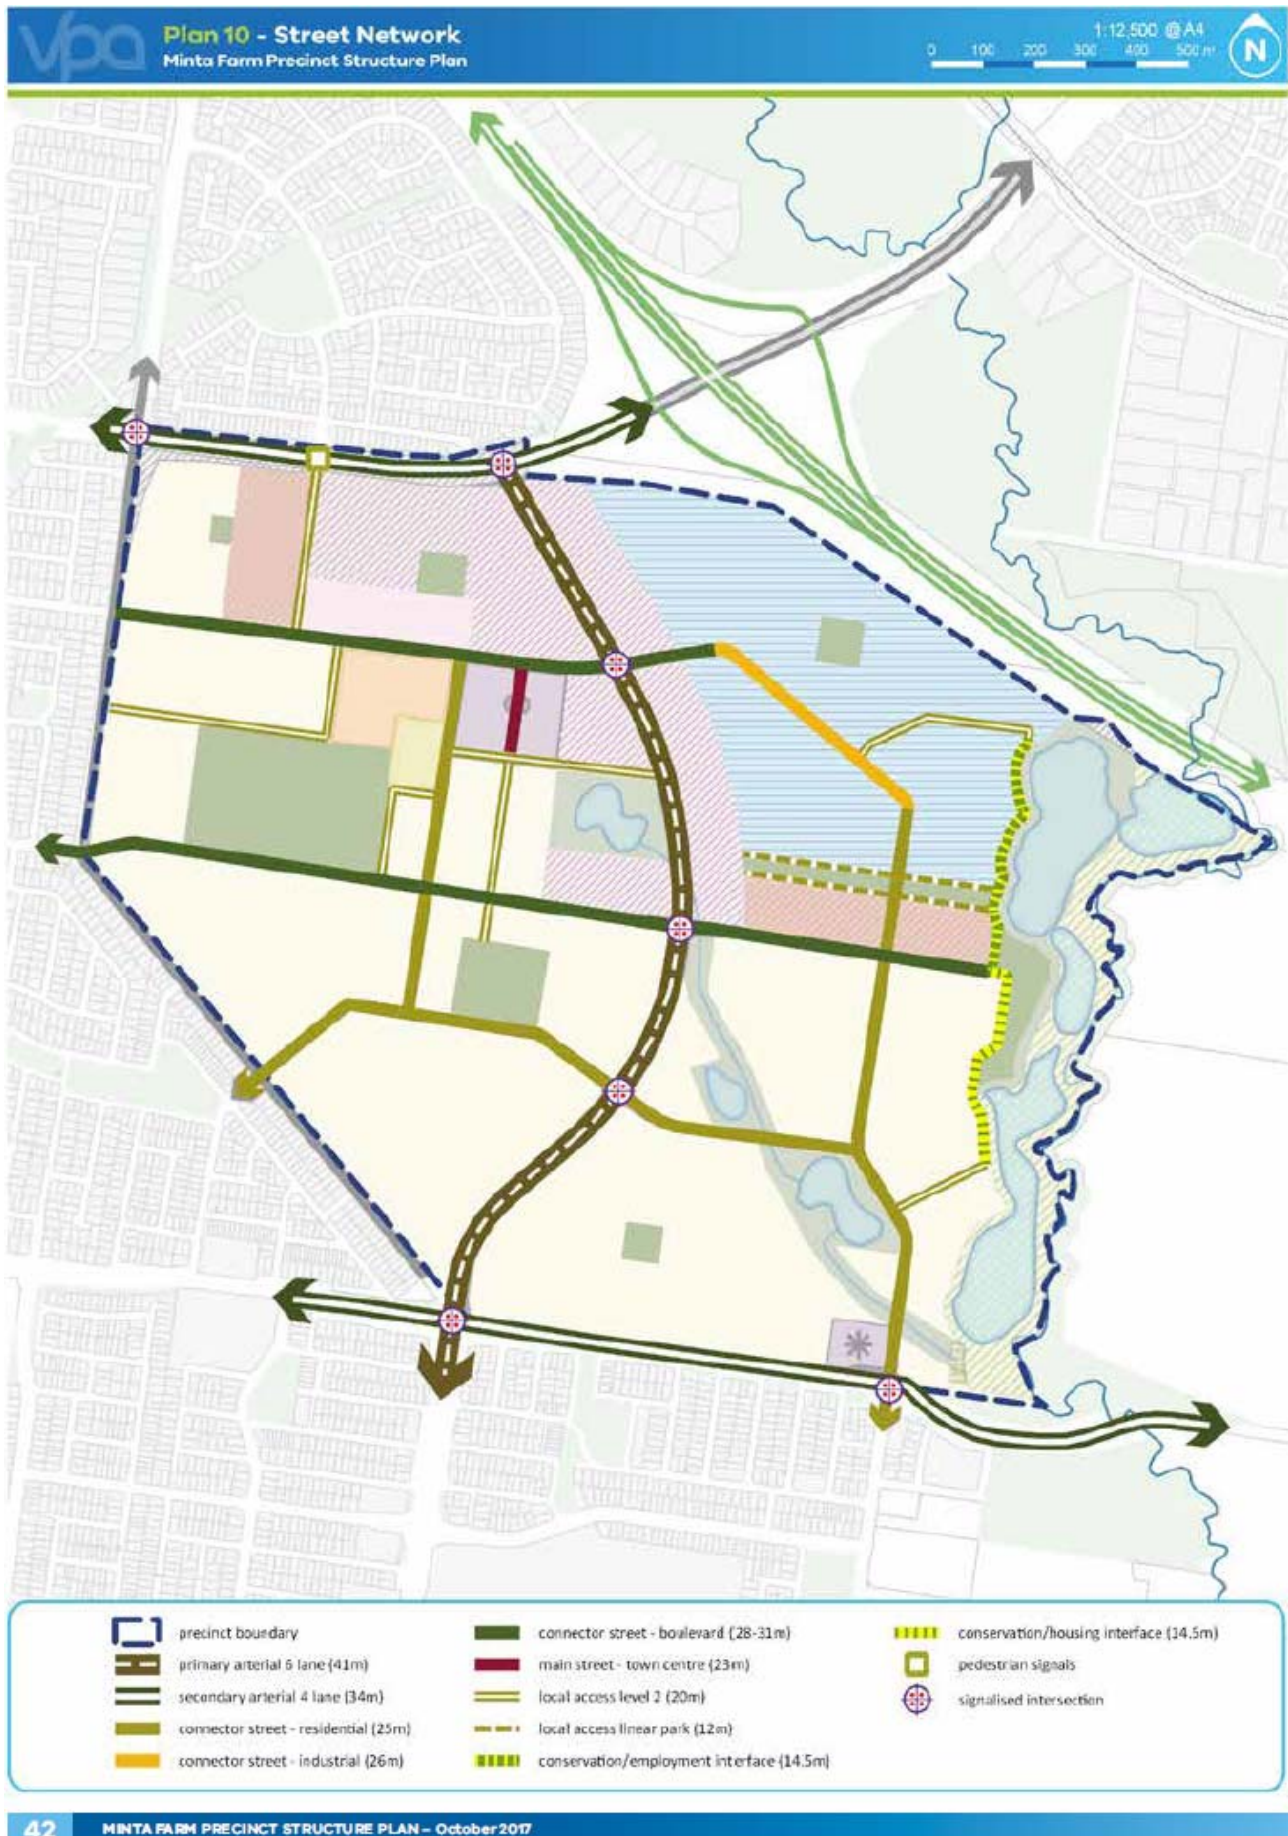 vpa
Plan 10 - Street Network
Minta Farm Precinct Structure Plan
1:12,500 @ A4
0 100 200 300 400 500 m
N
precinct boundary
primary arterial 6 lane (41m)
secondary arterial 4 lane (34m)
connector street - residential (25m)
connector street - industrial (26m)
connector street - boulevard (28-31m)
main street - town centre (23m)
local access level 2 (20m)
local access linear park (12m)
conservation/employment interface (14.5m)
conservation/housing interface (14.5m)
pedestrian signals
signalised intersection
42 MINTA FARM PRECINCT STRUCTURE PLAN – October 2017